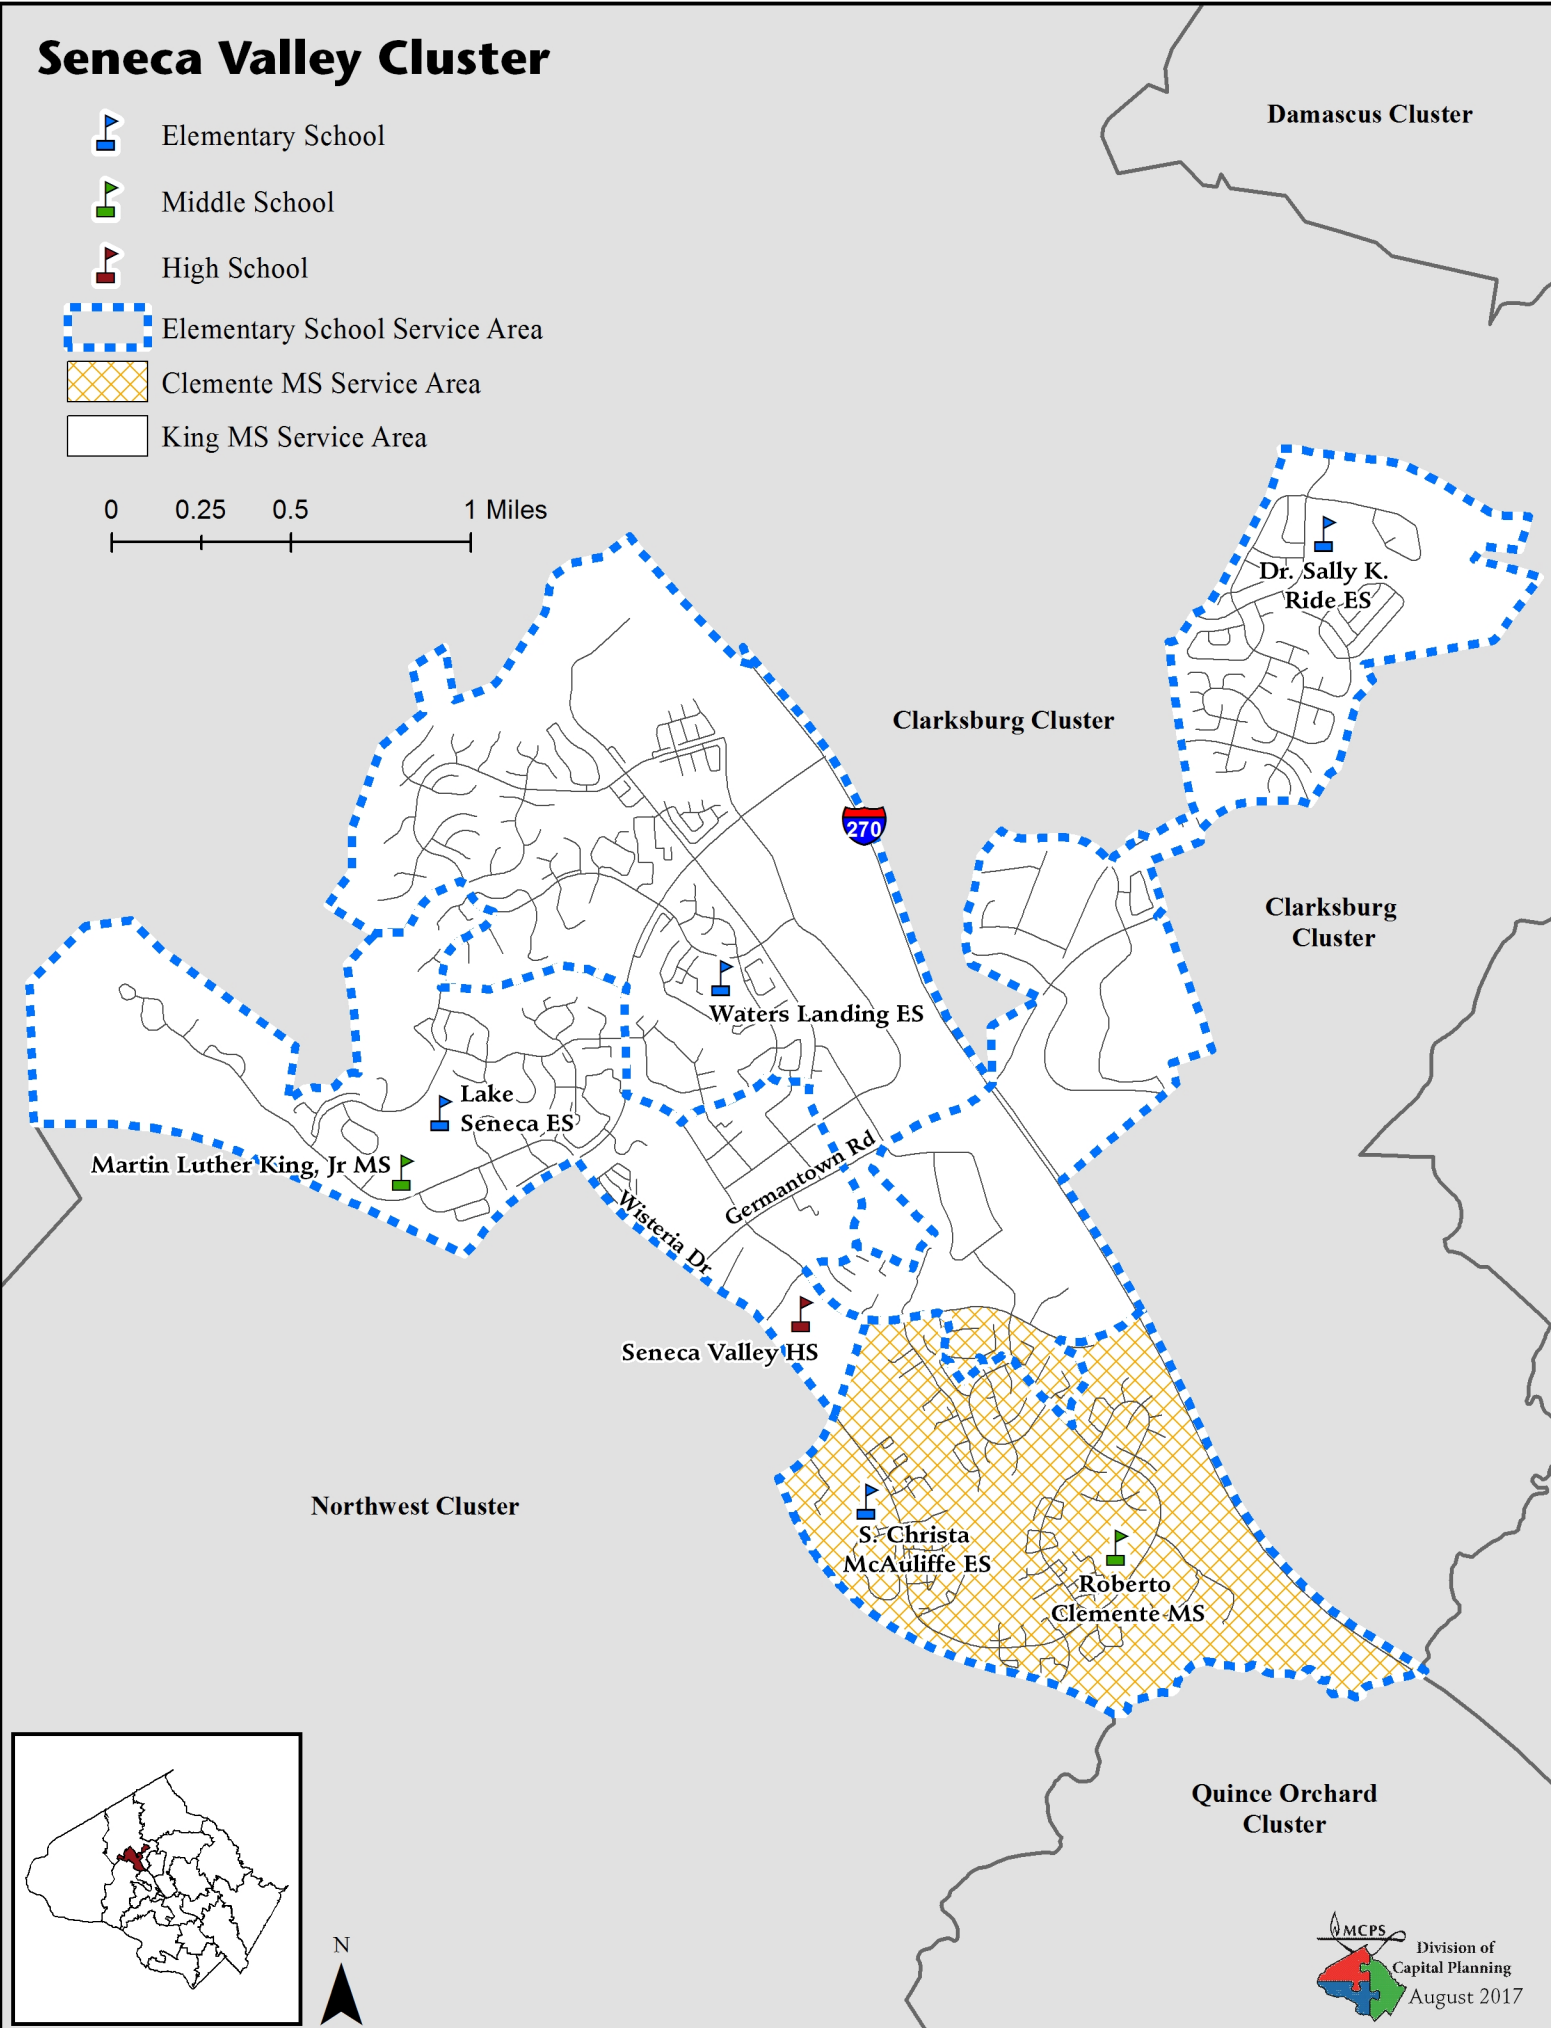 Seneca Valley Cluster
Elementary School
Middle School
High School
Elementary School Service Area
Clemente MS Service Area
King MS Service Area
0 0.25 0.5 1 Miles
Damascus Cluster
Dr. Sally K.
Ride ES
Clarksburg Cluster
270
Clarksburg
Cluster
Waters Landing ES
Lake
Seneca ES
Martin Luther King, Jr MS
Germantown Rd
Wisteria Dr
Seneca Valley HS
Northwest Cluster
S. Christa
McAuliffe ES
Roberto
Clemente MS
Quince Orchard
Cluster
N
MCPS
Division of
Capital Planning
August 2017